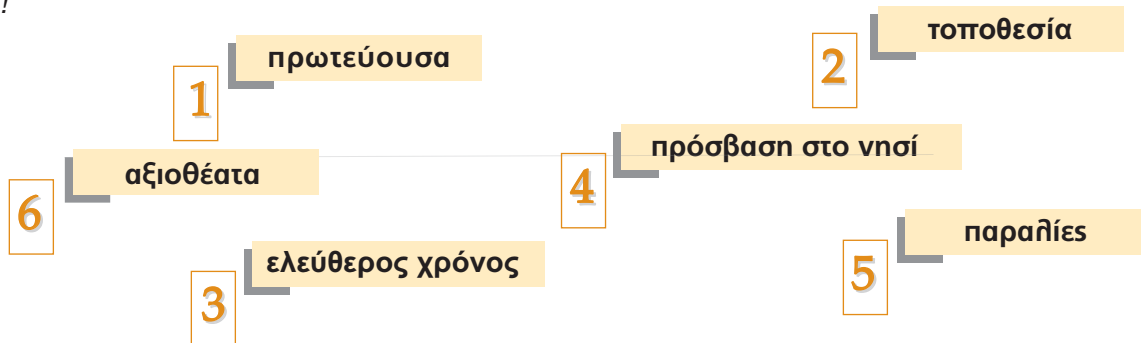 !
1 πρωτεύουσα
2 τοποθεσία
6 αξιοθέατα
4 πρόσβαση στο νησί
3 ελεύθερος χρόνος
5 παραλίες